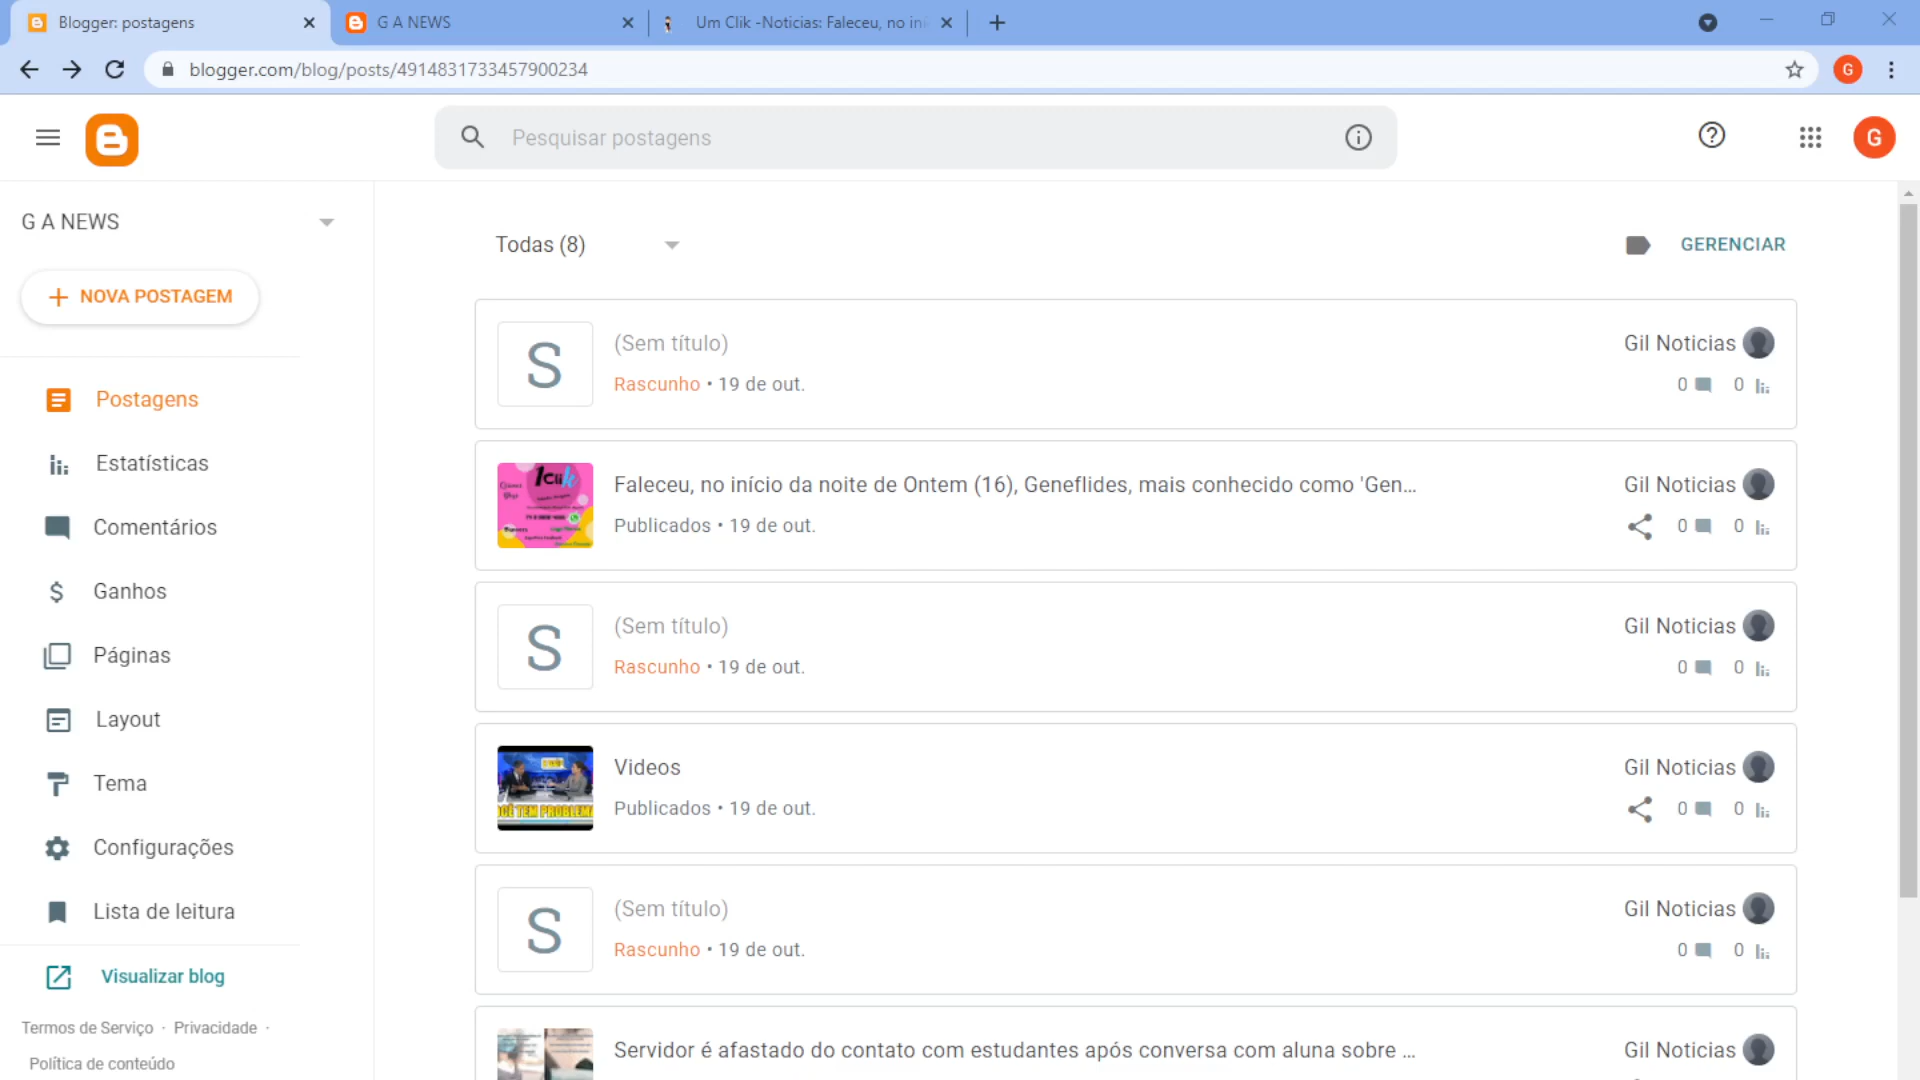 Blogger: postagens
G A NEWS
Um Clik -Noticias: Faleceu, no iní
blogger.com/blog/posts/4914831733457900234
G
Pesquisar postagens
G
G A NEWS
NOVA POSTAGEM
Postagens
Estatísticas
Comentários
Ganhos
Páginas
Layout
Tema
Configurações
Lista de leitura
Visualizar blog
Termos de Serviço · Privacidade ·
Política de conteúdo
Todas (8)
GERENCIAR
S
(Sem título)
Rascunho • 19 de out.
Gil Noticias
0 0
1Clik
Faleceu, no início da noite de Ontem (16), Geneflides, mais conhecido como 'Gen...
Publicados • 19 de out.
Gil Noticias
0 0
S
(Sem título)
Rascunho • 19 de out.
Gil Noticias
0 0
OCÊ TEM PROBLEM
Videos
Publicados • 19 de out.
Gil Noticias
0 0
S
(Sem título)
Rascunho • 19 de out.
Gil Noticias
0 0
Servidor é afastado do contato com estudantes após conversa com aluna sobre ...
Gil Noticias